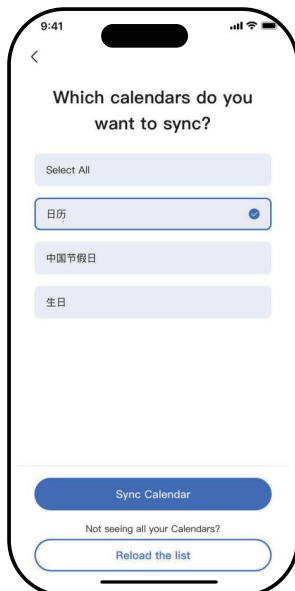 9:41
Which calendars do you
want to sync?
Select All
日历
中国节假日
生日
Sync Calendar
Not seeing all your Calendars?
Reload the list